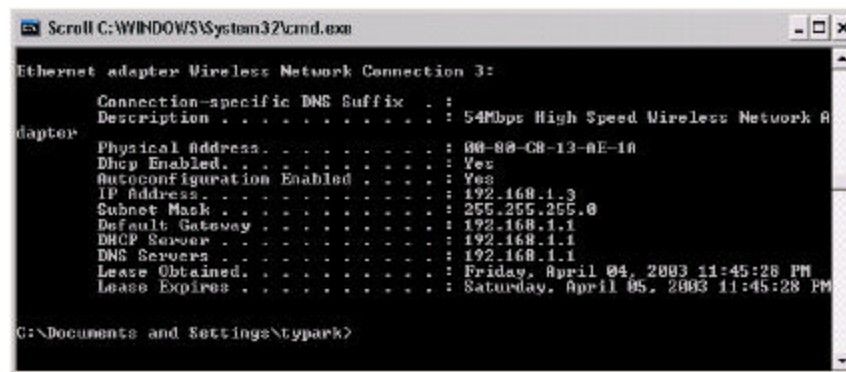 Scroll C:\WINDOWS\System32\cmd.exe
Ethernet adapter Wireless Network Connection 3:
Connection-specific DNS Suffix . :
Description . . . . . . . . . . . : 54Mbps High Speed Wireless Network A
dapter
Physical Address. . . . . . . . . : 00-80-C8-13-AE-1A
Dhcp Enabled. . . . . . . . . . . : Yes
Autoconfiguration Enabled . . . . : Yes
IP Address. . . . . . . . . . . . : 192.168.1.3
Subnet Mask . . . . . . . . . . . : 255.255.255.0
Default Gateway . . . . . . . . . : 192.168.1.1
DHCP Server . . . . . . . . . . . : 192.168.1.1
DNS Servers . . . . . . . . . . . : 192.168.1.1
Lease Obtained. . . . . . . . . . : Friday, April 04, 2003 11:45:28 PM
Lease Expires . . . . . . . . . . : Saturday, April 05, 2003 11:45:28 PM
C:\Documents and Settings\typark>